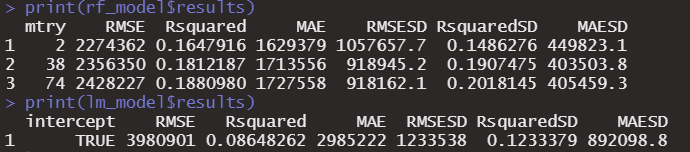 > print(rf_model$results)
mtry RMSE Rsquared MAE RMSESD RsquaredSD MAESD
1 2 2274362 0.1647916 1629379 1057657.7 0.1486276 449823.1
2 38 2356350 0.1812187 1713556 918945.2 0.1907475 403503.8
3 74 2428227 0.1880980 1727558 918162.1 0.2018145 405459.3
> print(lm_model$results)
intercept RMSE Rsquared MAE RMSESD RsquaredSD MAESD
1 TRUE 3980901 0.08648262 2985222 1233538 0.1233379 892098.8